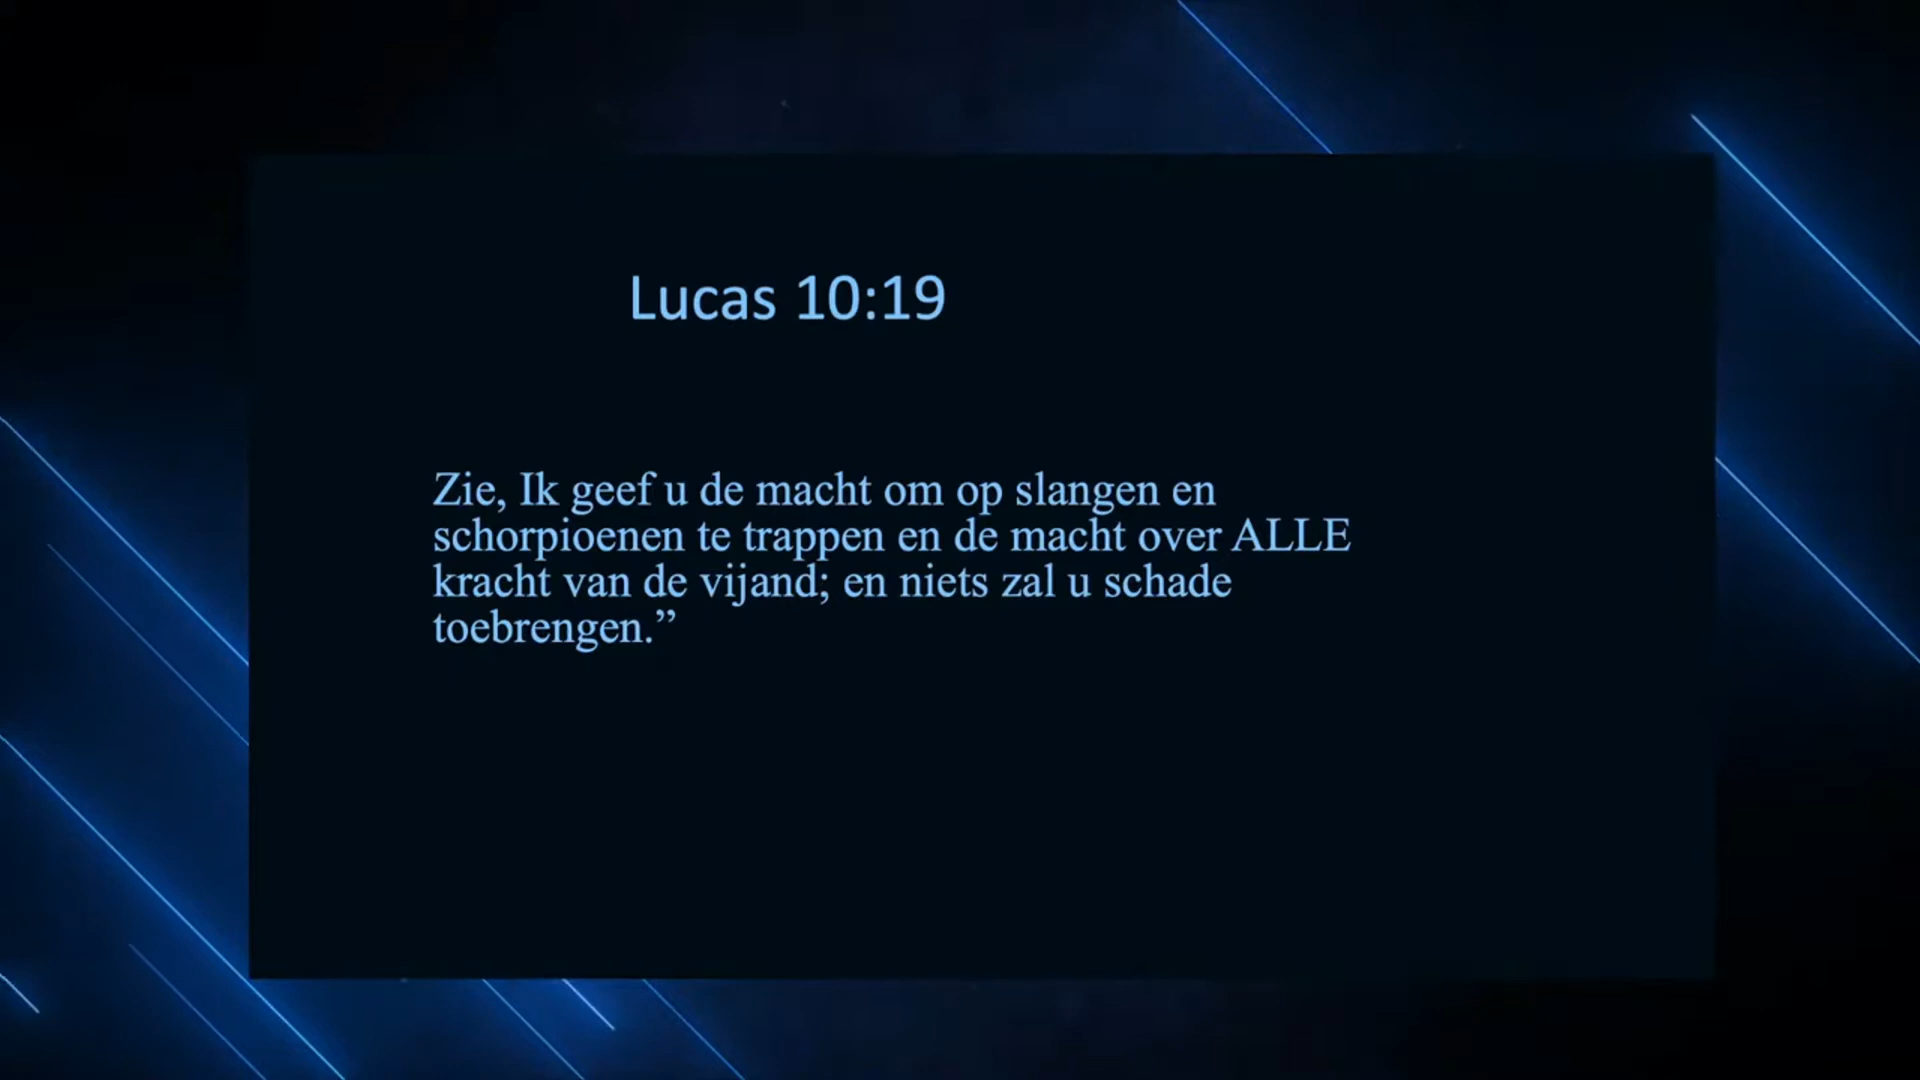 Lucas 10:19
Zie, Ik geef u de macht om op slangen en
schorpioenen te trappen en de macht over ALLE
kracht van de vijand; en niets zal u schade
toebrengen.”